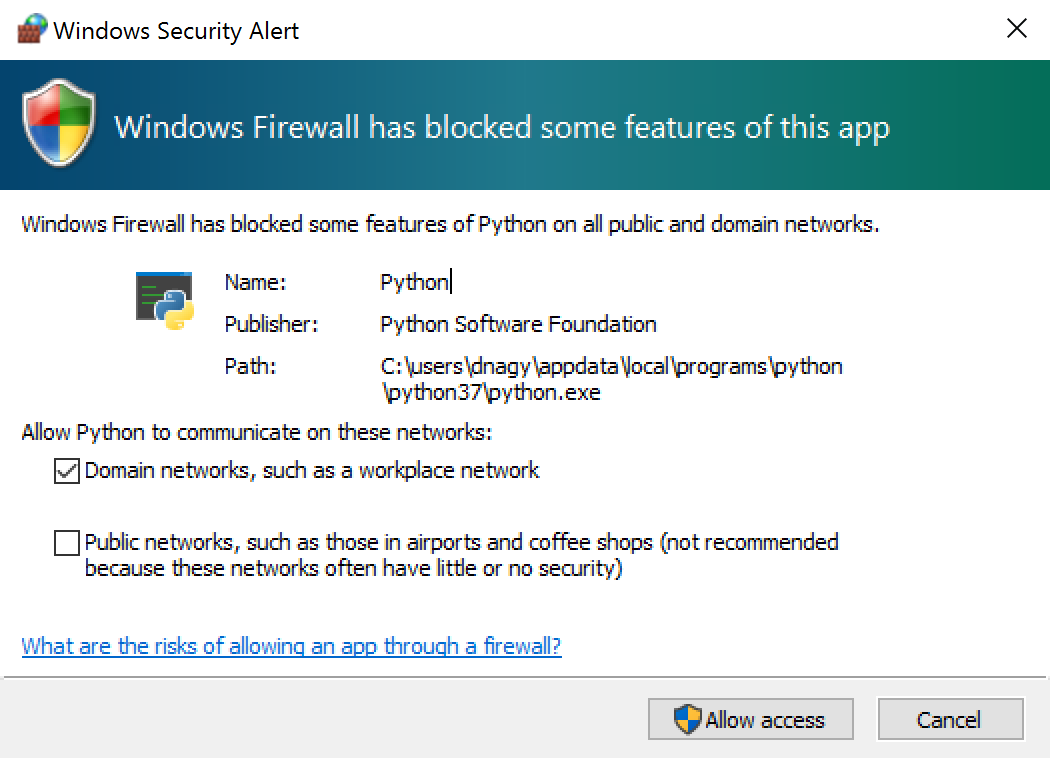 Windows Security Alert
Windows Firewall has blocked some features of this app
Windows Firewall has blocked some features of Python on all public and domain networks.
Name: Python
Publisher: Python Software Foundation
Path: C:\users\dnagy\appdata\local\programs\python
\python37\python.exe
Allow Python to communicate on these networks:
Domain networks, such as a workplace network
Public networks, such as those in airports and coffee shops (not recommended
because these networks often have little or no security)
What are the risks of allowing an app through a firewall?
Allow access Cancel